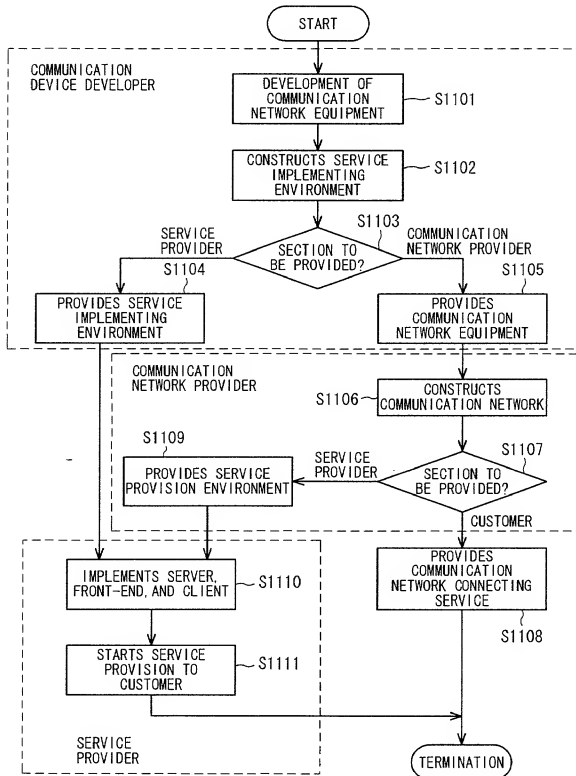 START
COMMUNICATION
DEVICE DEVELOPER
DEVELOPMENT OF
COMMUNICATION
NETWORK EQUIPMENT
S1101
CONSTRUCTS SERVICE
IMPLEMENTING
ENVIRONMENT
S1102
S1103
SERVICE
PROVIDER
COMMUNICATION
NETWORK PROVIDER
SECTION TO
BE PROVIDED?
S1104
S1105
PROVIDES SERVICE
IMPLEMENTING
ENVIRONMENT
PROVIDES
COMMUNICATION
NETWORK EQUIPMENT
COMMUNICATION
NETWORK PROVIDER
S1106
CONSTRUCTS
COMMUNICATION NETWORK
S1107
S1109
SERVICE
PROVIDER
PROVIDES SERVICE
PROVISION ENVIRONMENT
SECTION TO
BE PROVIDED?
CUSTOMER
IMPLEMENTS SERVER,
FRONT-END, AND CLIENT
S1110
PROVIDES
COMMUNICATION
NETWORK CONNECTING
SERVICE
S1108
STARTS SERVICE
PROVISION TO
CUSTOMER
S1111
SERVICE
PROVIDER
TERMINATION